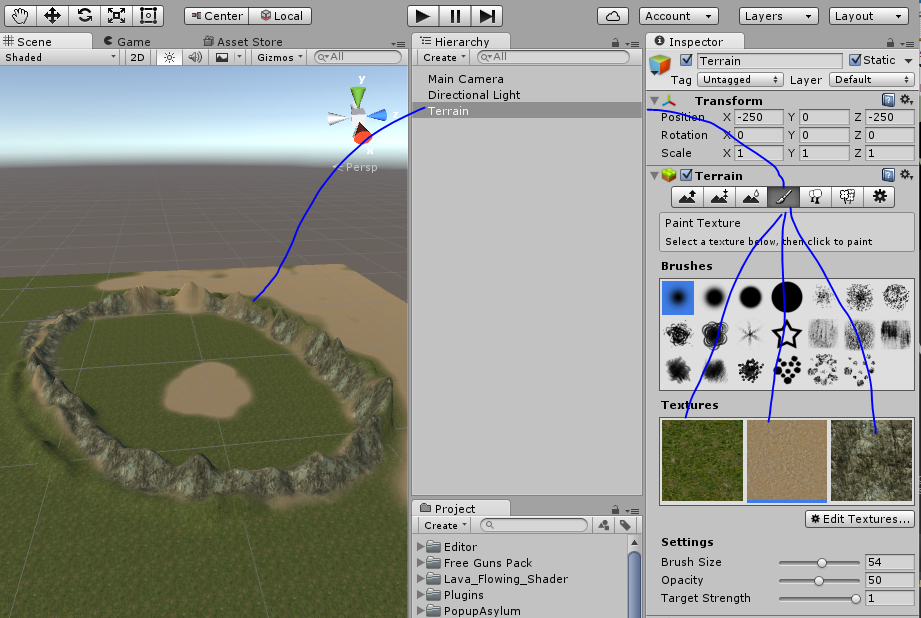 Center Local Account Layers Layout
Scene Game Asset Store
Shaded 2D Gizmos All
y
x
Persp
Hierarchy
Create All
Main Camera
Directional Light
Terrain
Project
Create
Editor
Free Guns Pack
Lava_Flowing_Shader
Plugins
PopupAsylum
Inspector
Terrain Static
Tag Untagged Layer Default
Transform
Position X -250 Y 0 Z -250
Rotation X 0 Y 0 Z 0
Scale X 1 Y 1 Z 1
Terrain
Paint Texture
Select a texture below, then click to paint
Brushes
Textures
Edit Textures...
Settings
Brush Size 54
Opacity 50
Target Strength 1